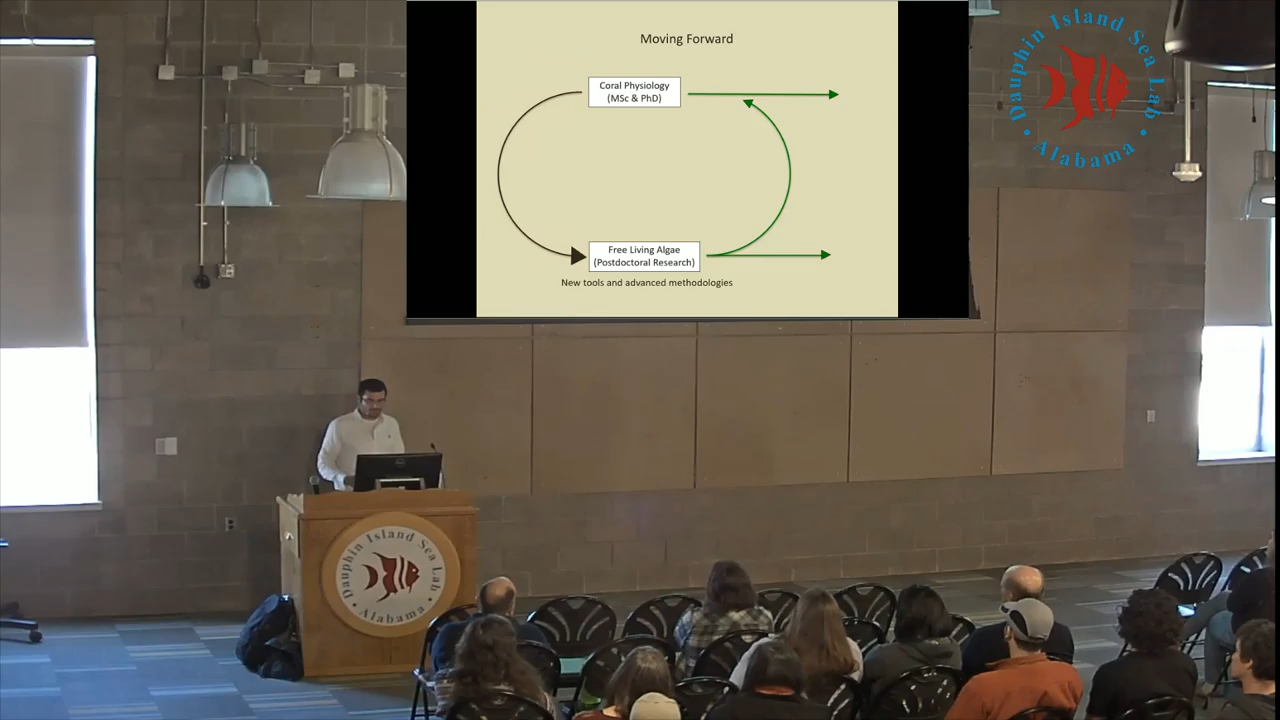 Moving Forward
Coral Physiology
(MSc & PhD)
Free Living Algae
(Postdoctoral Research)
New tools and advanced methodologies
Dauphin Island Sea Lab
• Alabama •
Dauphin Island Sea Lab
• Alabama •